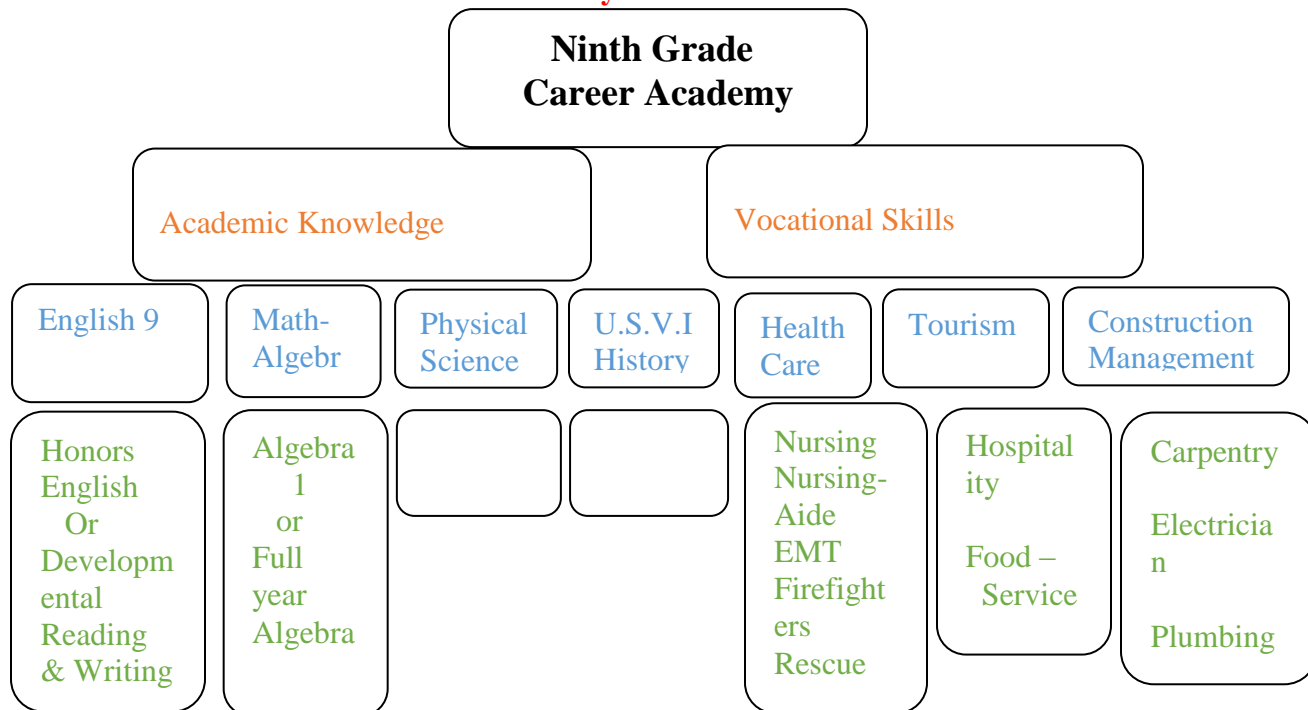 Ninth Grade
Career Academy
Academic Knowledge
Vocational Skills
English 9
Math-
Algebr
Physical
Science
U.S.V.I
History
Health
Care
Tourism
Construction
Management
Honors
English
Or
Developm
ental
Reading
& Writing
Algebra
1
or
Full
year
Algebra
Nursing
Nursing-
Aide
EMT
Firefight
ers
Rescue
Hospital
ity
Food –
Service
Carpentry
Electricia
n
Plumbing